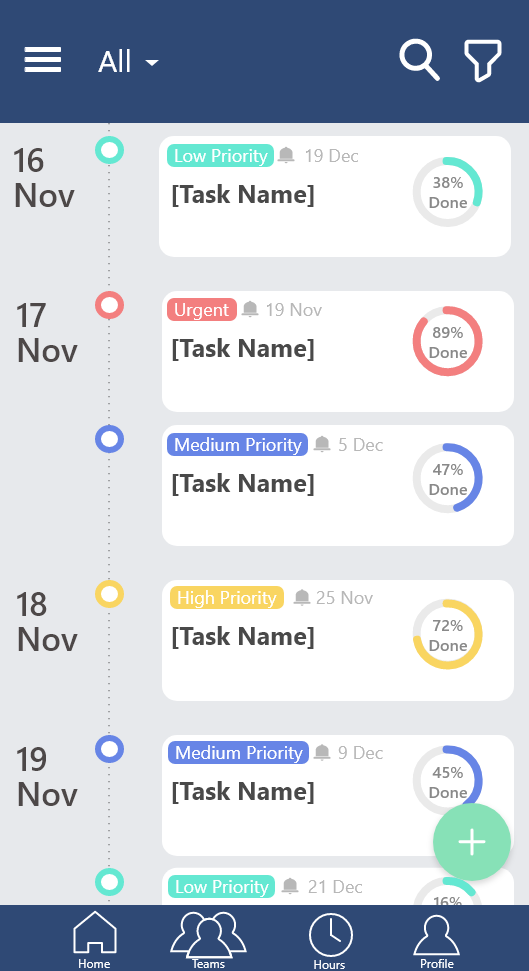 All
16
Nov
Low Priority 19 Dec
[Task Name]
38%
Done
17
Nov
Urgent 19 Nov
[Task Name]
89%
Done
Medium Priority 5 Dec
[Task Name]
47%
Done
18
Nov
High Priority 25 Nov
[Task Name]
72%
Done
19
Nov
Medium Priority 9 Dec
[Task Name]
45%
Done
Low Priority 21 Dec
16%
Home Teams Hours Profile